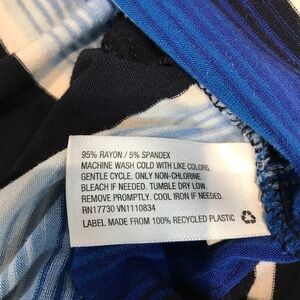 95% RAYON / 5% SPANDEX
MACHINE WASH COLD WITH LIKE COLORS.
GENTLE CYCLE. ONLY NON-CHLORINE
BLEACH IF NEEDED. TUMBLE DRY LOW.
REMOVE PROMPTLY. COOL IRON IF NEEDED.
RN17730 VN1110834
LABEL MADE FROM 100% RECYCLED PLASTIC